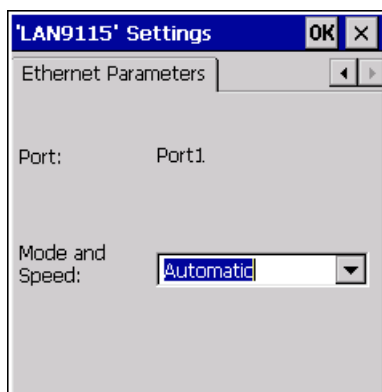 'LAN9115' Settings OK ×
Ethernet Parameters
Port: Port1
Mode and
Speed: Automatic